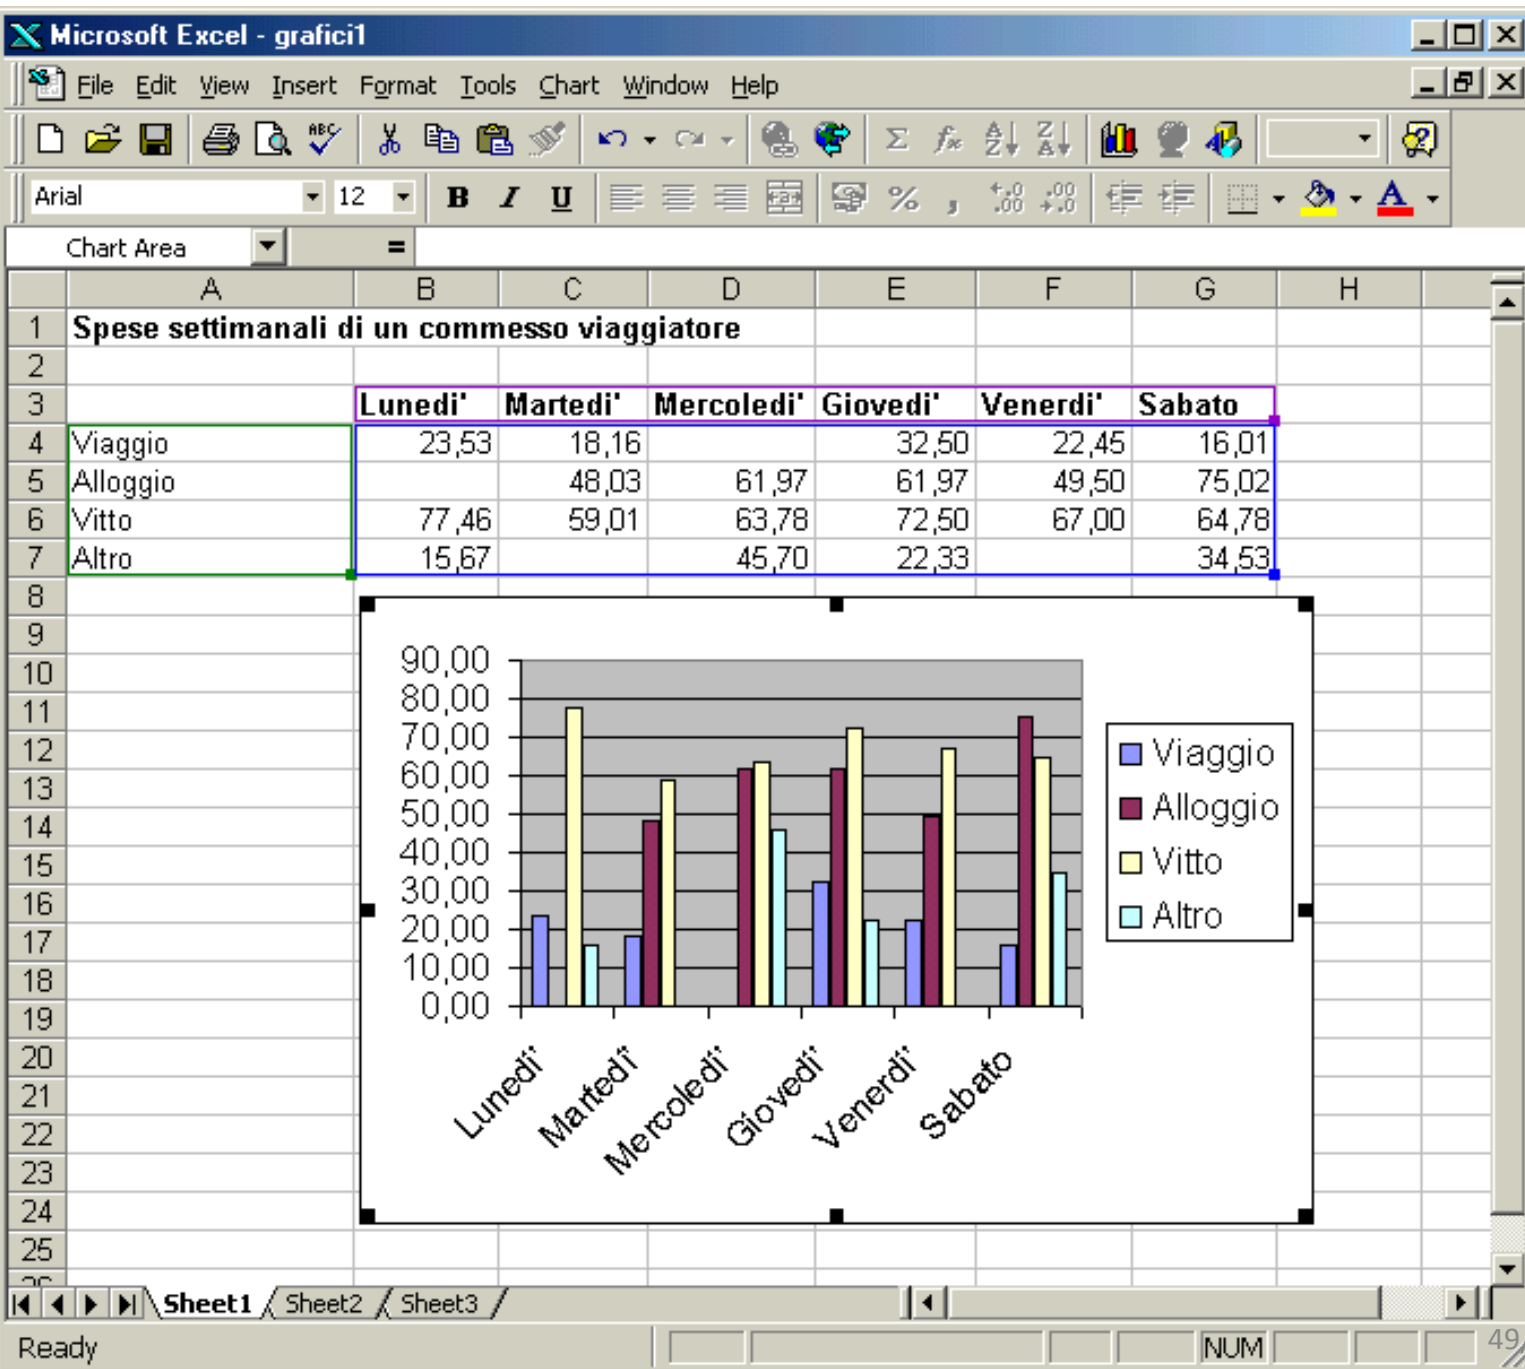 Microsoft Excel - grafici1
File Edit View Insert Format Tools Chart Window Help
ABC Σ fx A Z Z A
Arial 12 B I U a % , ,0 ,00 ,00 ,0 A
Chart Area =
A B C D E F G H
1 Spese settimanali di un commesso viaggiatore
2
3 Lunedi' Martedi' Mercoledi' Giovedi' Venerdi' Sabato
4 Viaggio 23,53 18,16 32,50 22,45 16,01
5 Alloggio 48,03 61,97 61,97 49,50 75,02
6 Vitto 77,46 59,01 63,78 72,50 67,00 64,78
7 Altro 15,67 45,70 22,33 34,53
8
9
10
11
12
13
14
15
16
17
18
19
20
21
22
23
24
25
26
90,00
80,00
70,00
60,00
50,00
40,00
30,00
20,00
10,00
0,00
Lunedi' Martedi' Mercoledi' Giovedi' Venerdi' Sabato
Viaggio
Alloggio
Vitto
Altro
Sheet1 Sheet2 Sheet3
Ready NUM 49